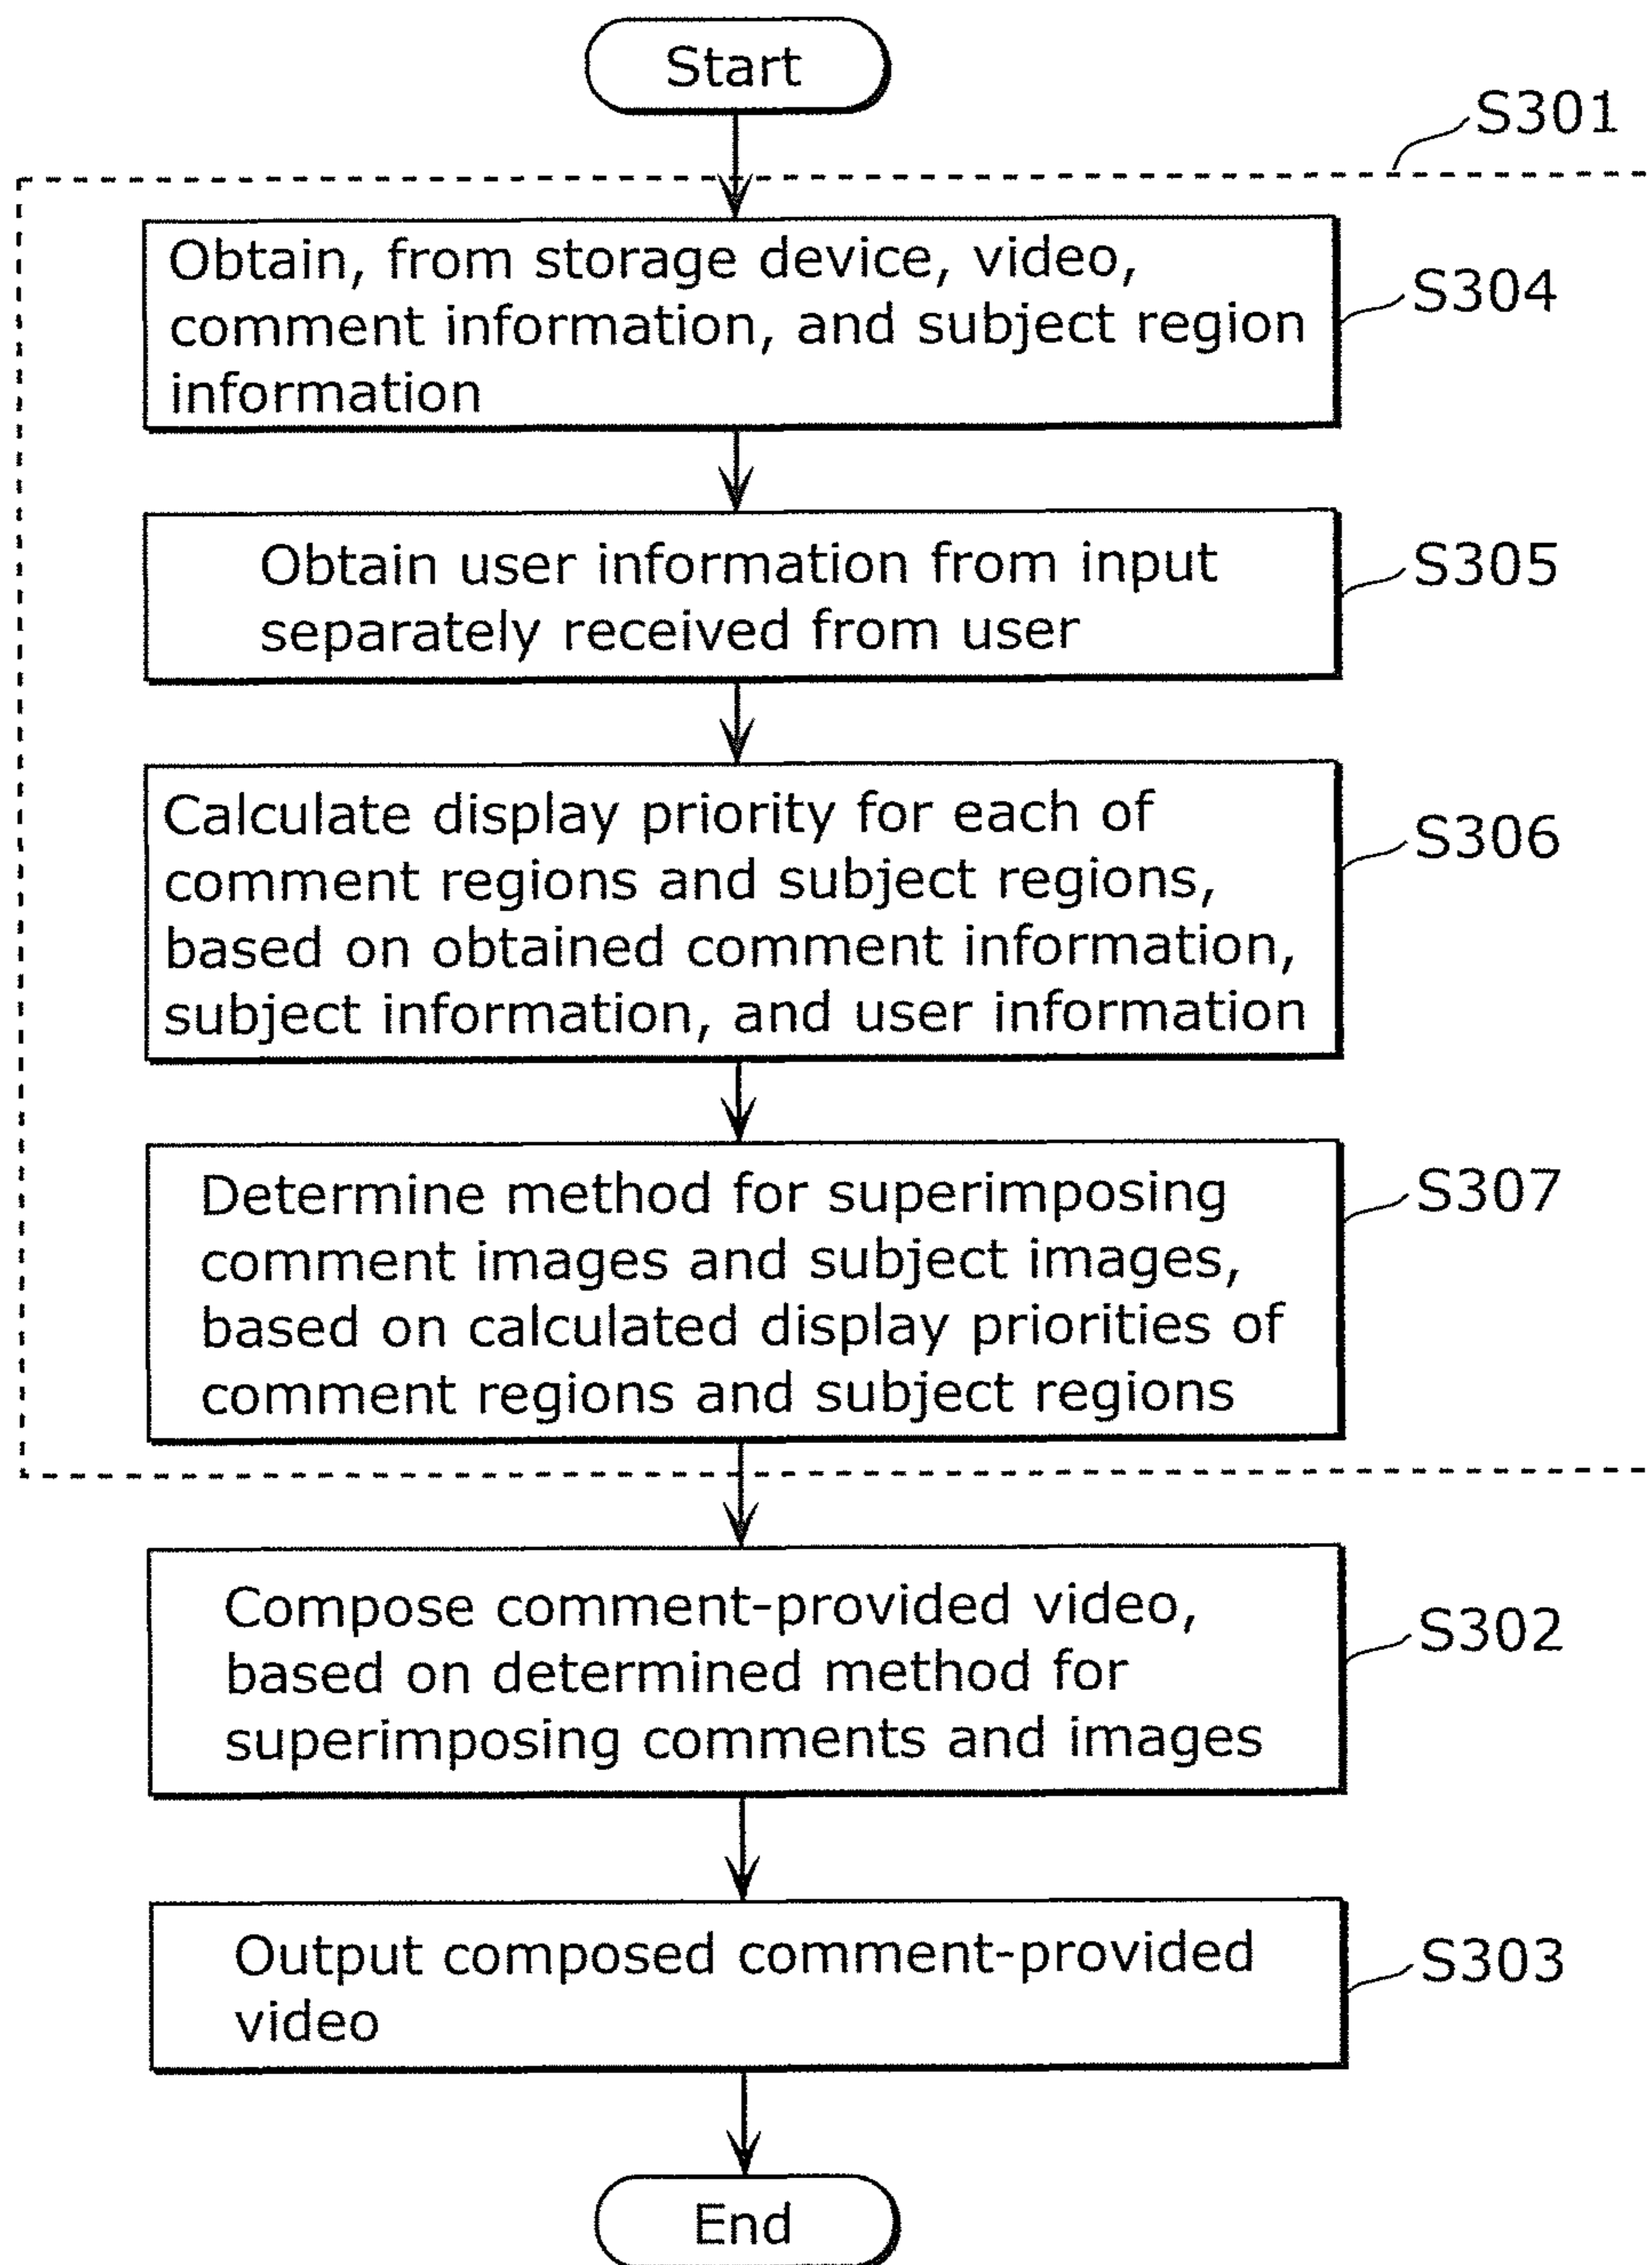 Start
S301
Obtain, from storage device, video,
comment information, and subject region
information
S304
Obtain user information from input
separately received from user
S305
Calculate display priority for each of
comment regions and subject regions,
based on obtained comment information,
subject information, and user information
S306
Determine method for superimposing
comment images and subject images,
based on calculated display priorities of
comment regions and subject regions
S307
Compose comment-provided video,
based on determined method for
superimposing comments and images
S302
Output composed comment-provided
video
S303
End